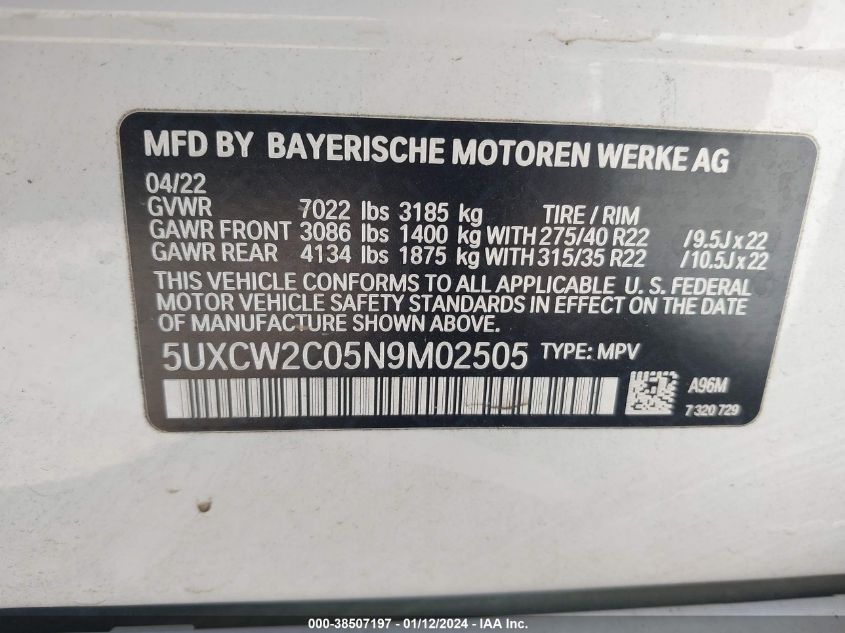 MFD BY BAYERISCHE MOTOREN WERKE AG
04/22
GVWR 7022 lbs 3185 kg TIRE / RIM
GAWR FRONT 3086 lbs 1400 kg WITH 275/40 R22 /9.5J x 22
GAWR REAR 4134 lbs 1875 kg WITH 315/35 R22 /10.5J x 22
THIS VEHICLE CONFORMS TO ALL APPLICABLE U. S. FEDERAL
MOTOR VEHICLE SAFETY STANDARDS IN EFFECT ON THE DATE
OF MANUFACTURE SHOWN ABOVE.
5UXCW2C05N9M02505 TYPE: MPV
A96M
7 320 729
000-38507197 - 01/12/2024 - IAA Inc.